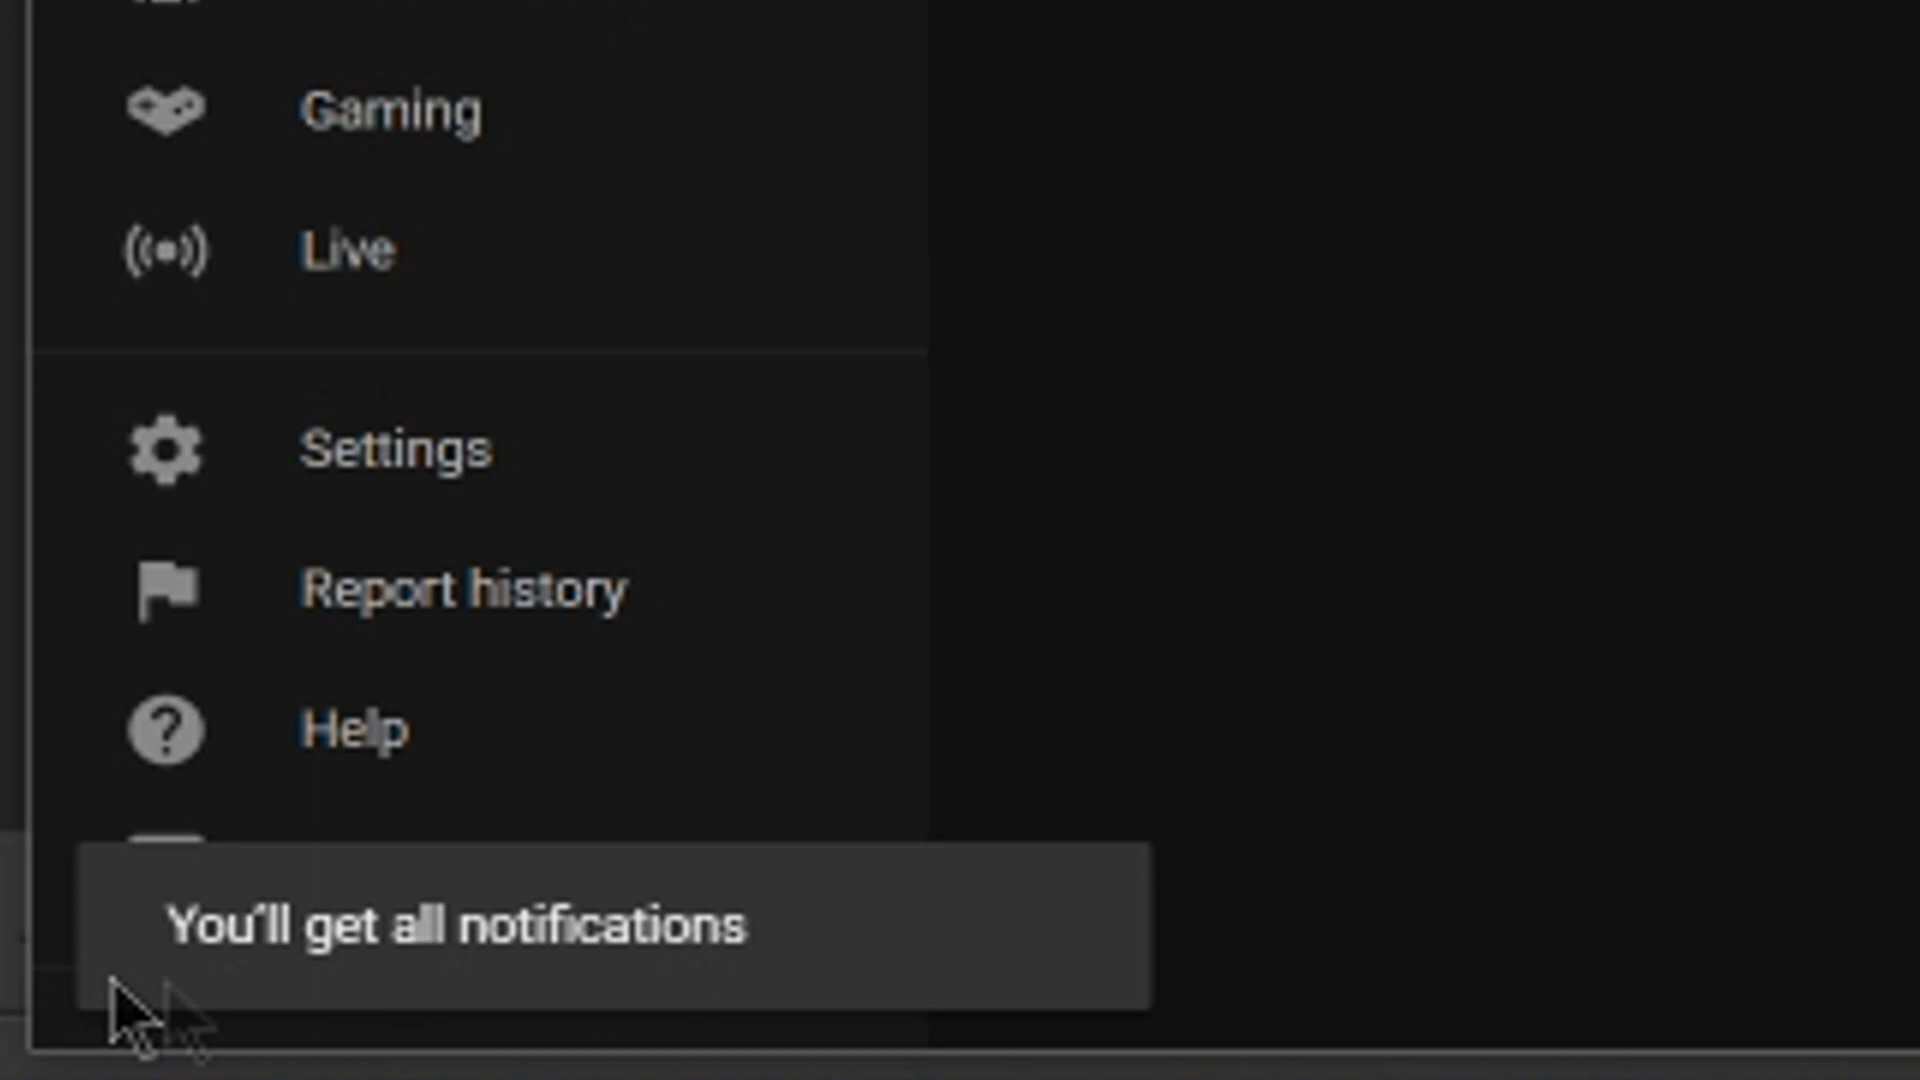 Gaming
Live
Settings
Report history
Help
You'll get all notifications